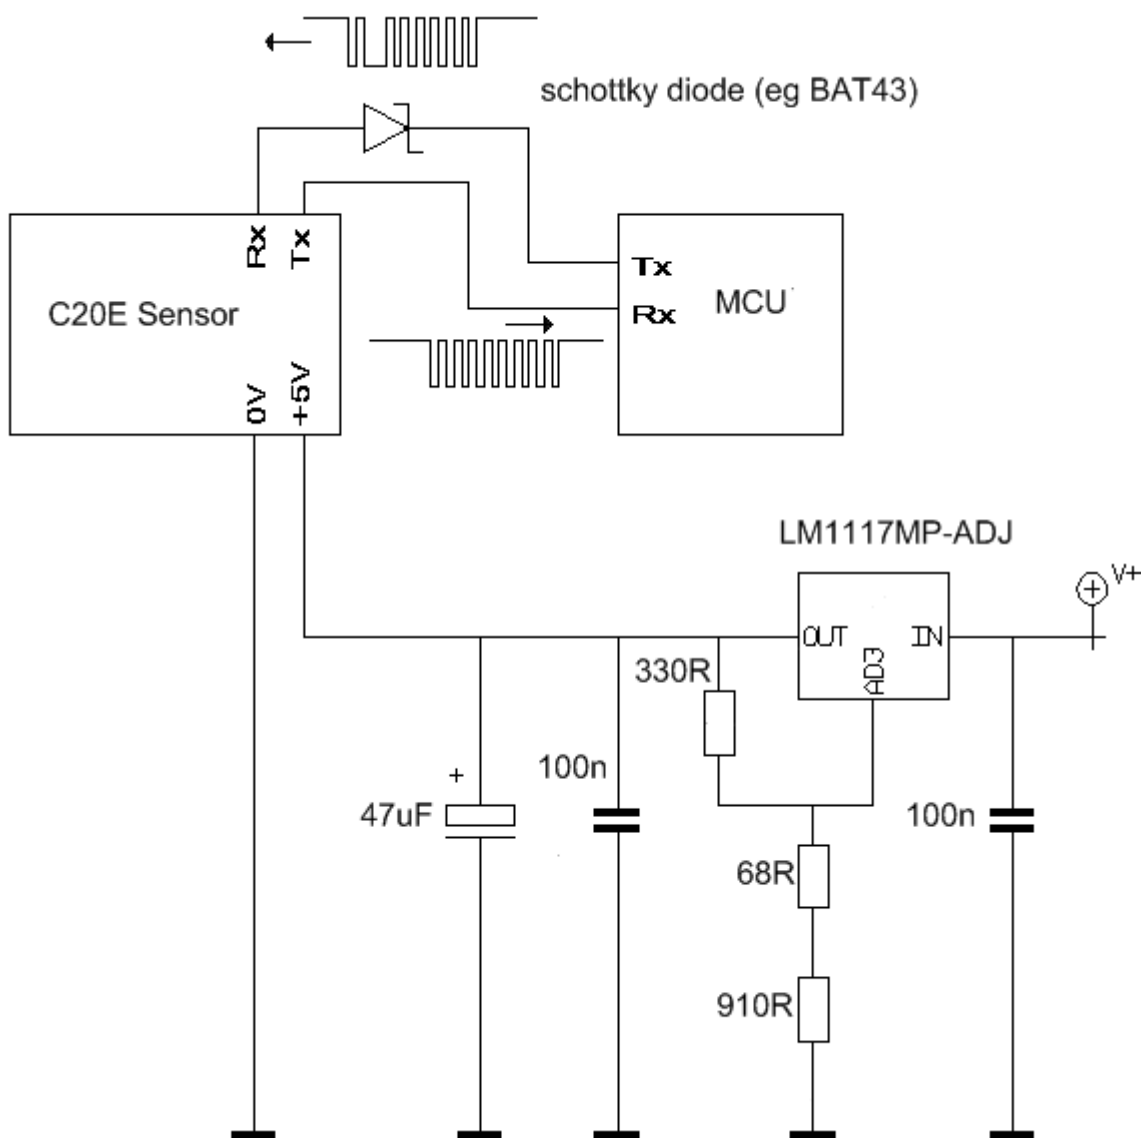 schottky diode (eg BAT43)
Rx
Tx
C20E Sensor
0V
+5V
Tx
Rx
MCU
LM1117MP-ADJ
V+
OUT
IN
ADJ
330R
+
47uF
100n
100n
68R
910R